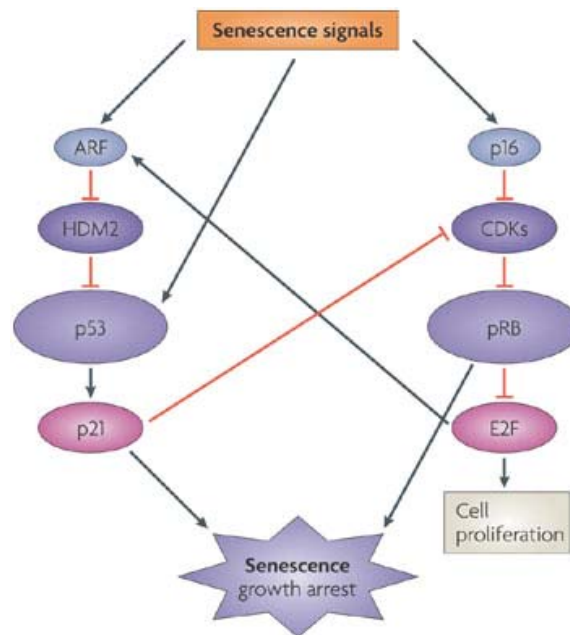 Senescence signals
ARF
p16
HDM2
CDKs
p53
pRB
p21
E2F
Cell
proliferation
Senescence
growth arrest